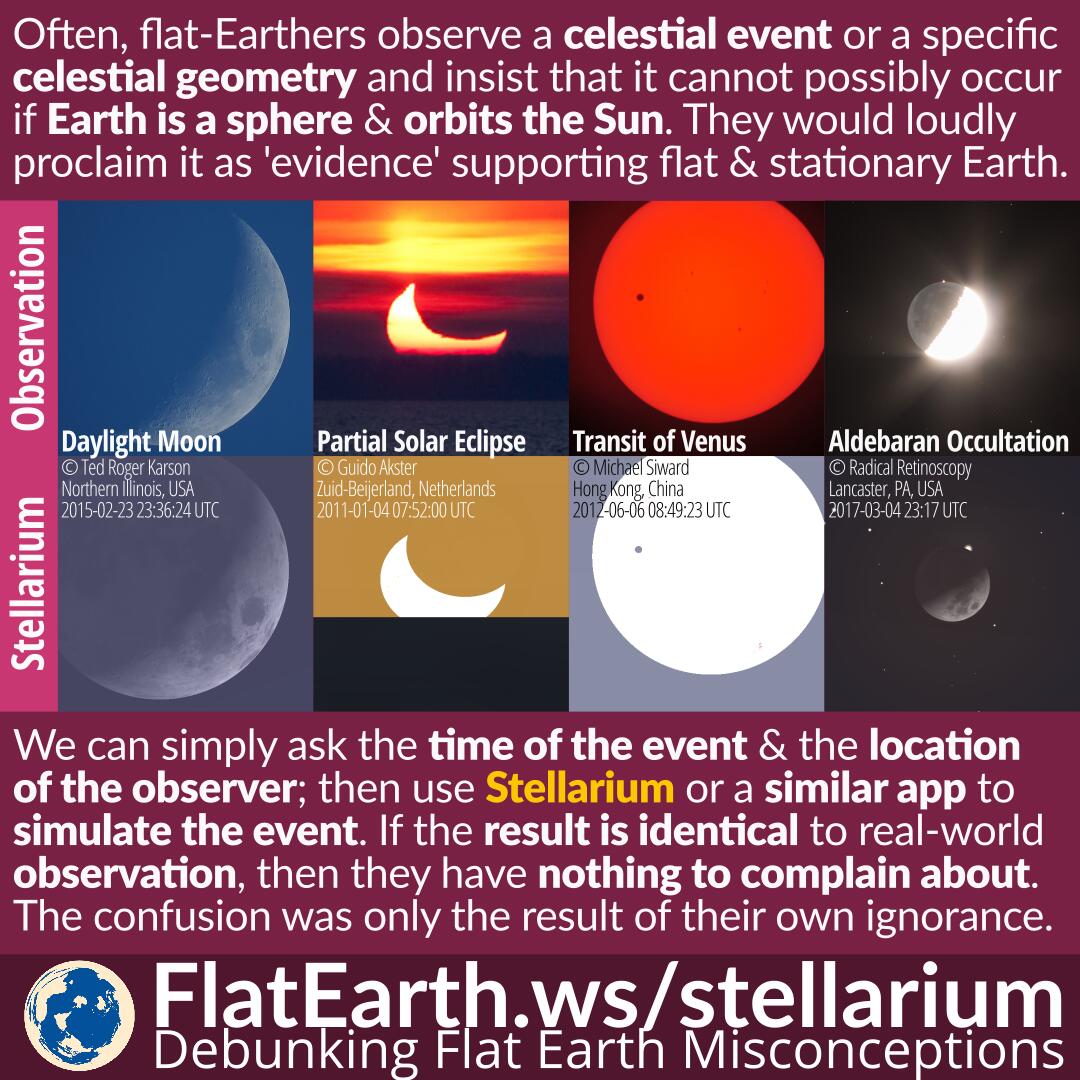 Often, flat-Earthers observe a celestial event or a specific
celestial geometry and insist that it cannot possibly occur
if Earth is a sphere & orbits the Sun. They would loudly
proclaim it as 'evidence' supporting flat & stationary Earth.
Observation
Daylight Moon
Partial Solar Eclipse
Transit of Venus
Aldebaran Occultation
Stellarium
© Ted Roger Karson
Northern Illinois, USA
2015-02-23 23:36:24 UTC
© Guido Akster
Zuid-Beijerland, Netherlands
2011-01-04 07:52:00 UTC
© Michael Siward
Hong Kong, China
2012-06-06 08:49:23 UTC
© Radical Retinoscopy
Lancaster, PA, USA
2017-03-04 23:17 UTC
We can simply ask the time of the event & the location
of the observer; then use Stellarium or a similar app to
simulate the event. If the result is identical to real-world
observation, then they have nothing to complain about.
The confusion was only the result of their own ignorance.
FlatEarth.ws/stellarium
Debunking Flat Earth Misconceptions